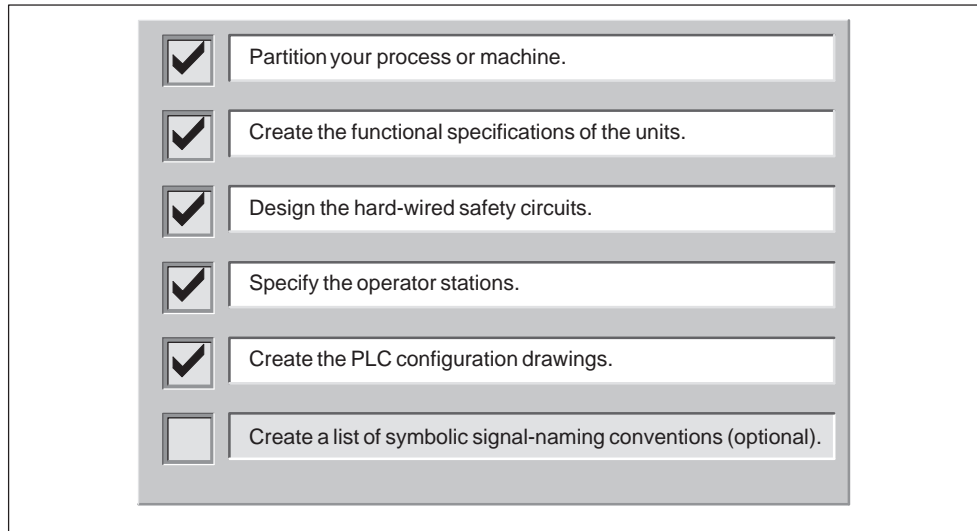 Partition your process or machine.
Create the functional specifications of the units.
Design the hard-wired safety circuits.
Specify the operator stations.
Create the PLC configuration drawings.
Create a list of symbolic signal-naming conventions (optional).